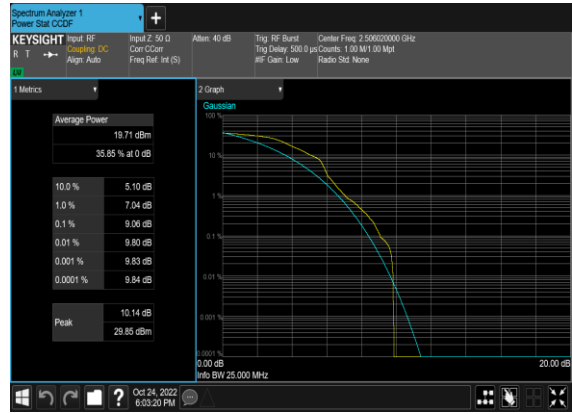 Spectrum Analyzer 1
Power Stat CCDF
KEYSIGHT
R T
Input: RF
Coupling: DC
Align: Auto
Input Z: 50 Ω
Corr CCorr
Freq Ref: Int (S)
Atten: 40 dB
Trig: RF Burst
Trig Delay: 500.0 µs
#IF Gain: Low
Center Freq: 2.506020000 GHz
Counts: 1.00 M/1.00 Mpt
Radio Std: None
1 Metrics
Average Power
19.71 dBm
35.85 % at 0 dB
10.0 % 5.10 dB
1.0 % 7.04 dB
0.1 % 9.06 dB
0.01 % 9.80 dB
0.001 % 9.83 dB
0.0001 % 9.84 dB
Peak
10.14 dB
29.85 dBm
2 Graph
Gaussian
100 %
10 %
1 %
0.1 %
0.01 %
0.001 %
0.0001 %
0.00 dB
20.00 dB
Info BW 25.000 MHz
?
Oct 24, 2022
6:03:20 PM